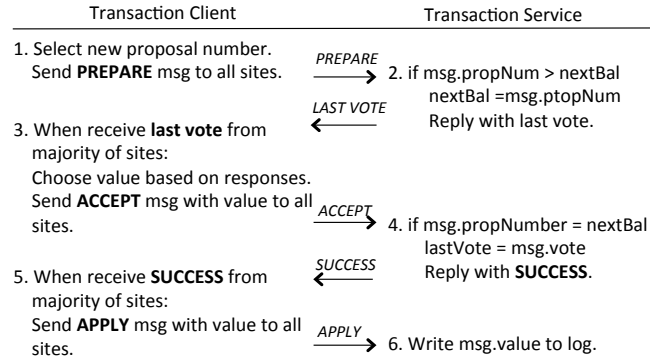 Transaction Client
Transaction Service
1. Select new proposal number.
Send PREPARE msg to all sites.
PREPARE
2. if msg.propNum > nextBal
nextBal =msg.ptopNum
Reply with last vote.
LAST VOTE
3. When receive last vote from
majority of sites:
Choose value based on responses.
Send ACCEPT msg with value to all
sites.
ACCEPT
4. if msg.propNumber = nextBal
lastVote = msg.vote
Reply with SUCCESS.
SUCCESS
5. When receive SUCCESS from
majority of sites:
Send APPLY msg with value to all
sites.
APPLY
6. Write msg.value to log.